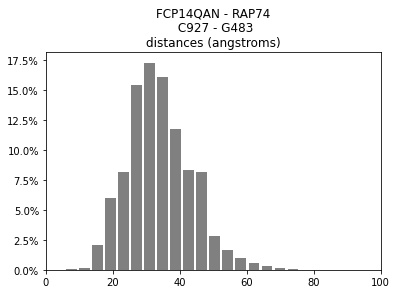 FCP14QAN - RAP74
C927 - G483
distances (angstroms)
17.5%
15.0%
12.5%
10.0%
7.5%
5.0%
2.5%
0.0%
0 20 40 60 80 100